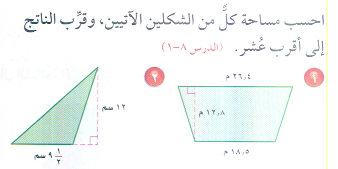 احسب مساحة كلَّ من الشكلين الآتيين، وقرِّب الناتج
إلى أقرب عُشر. (الدرس ٨-١)
١
٢٦,٤ م
١٢,٨ م
١٨,٥ م
٢
١٢ سم
٩ ١/٢ سم